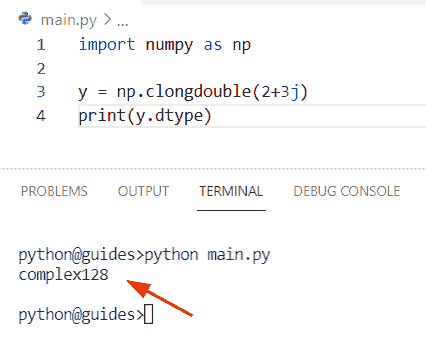 main.py > ...
1 import numpy as np
2
3 y = np.clongdouble(2+3j)
4 print(y.dtype)
PROBLEMS OUTPUT TERMINAL DEBUG CONSOLE
python@guides>python main.py
complex128
python@guides>